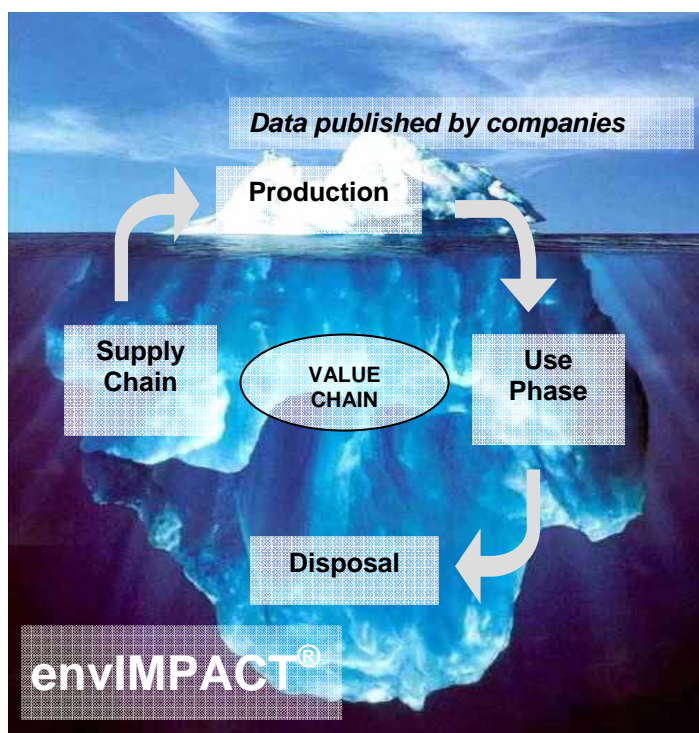 Data published by companies
Production
Supply
Chain
VALUE
CHAIN
Use
Phase
Disposal
envIMPACT®